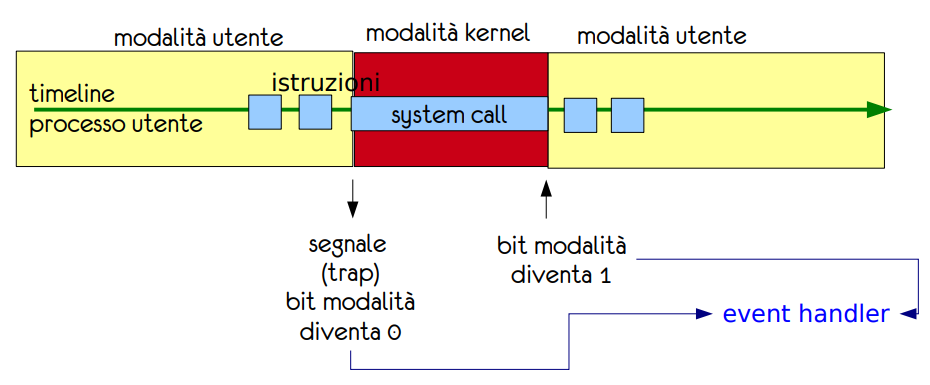 modalità utente
modalità kernel
modalità utente
istruzioni
timeline
processo utente
system call
segnale
(trap)
bit modalità
diventa 0
bit modalità
diventa 1
event handler